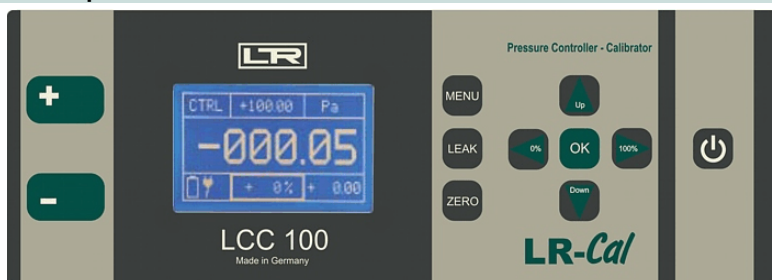 +
-
LTR
CTRL +100.00 Pa
-000.05
+ 0% + 0.00
LCC 100
Made in Germany
MENU
LEAK
ZERO
Pressure Controller - Calibrator
Up
0% OK 100%
Down
LR-Cal